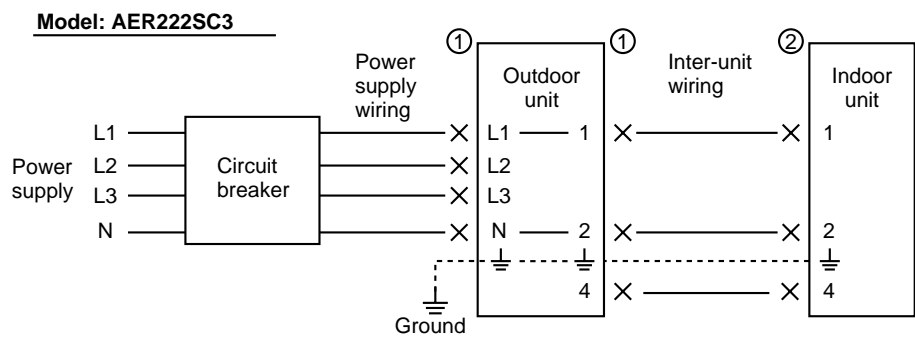 Model: AER222SC3
① ① ②
Power
supply
wiring
Outdoor
unit
Inter-unit
wiring
Indoor
unit
L1 L1 1 1
Power
supply
L2 L2
Circuit
breaker
L3 L3
N N 2 2
4 4
Ground